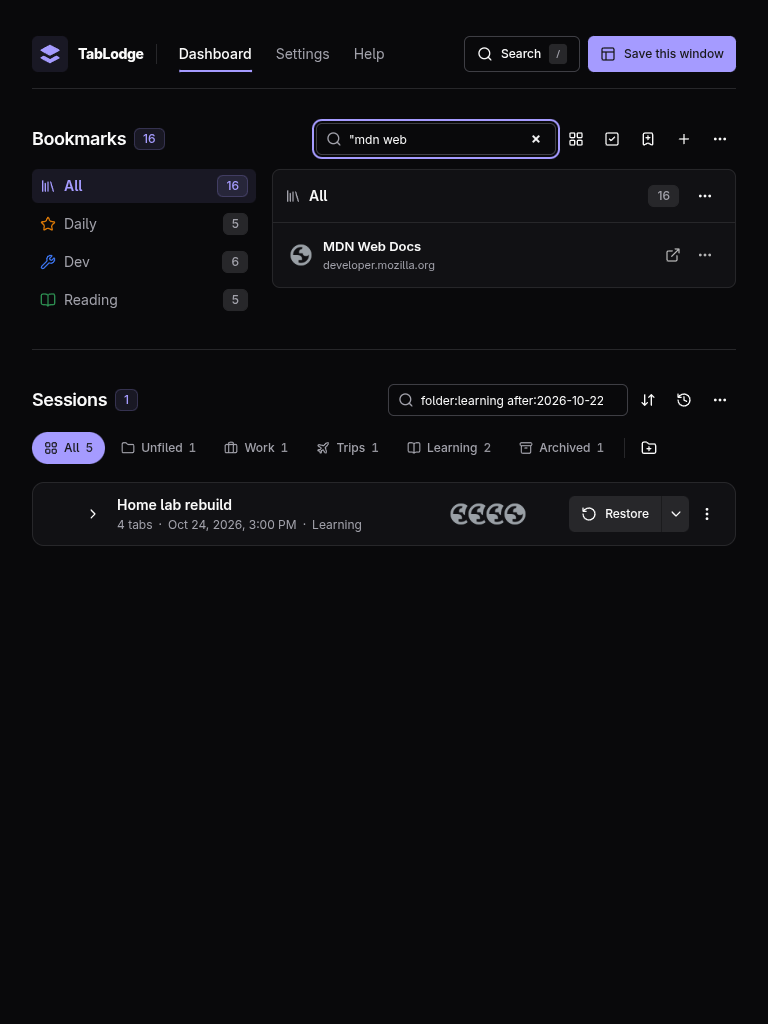 TabLodge Dashboard Settings Help Search / Save this window
Bookmarks 16 "mdn web
All 16
Daily 5
Dev 6
Reading 5
All 16
MDN Web Docs
developer.mozilla.org
Sessions 1 folder:learning after:2026-10-22
All 5 Unfiled 1 Work 1 Trips 1 Learning 2 Archived 1
Home lab rebuild
4 tabs · Oct 24, 2026, 3:00 PM · Learning
Restore